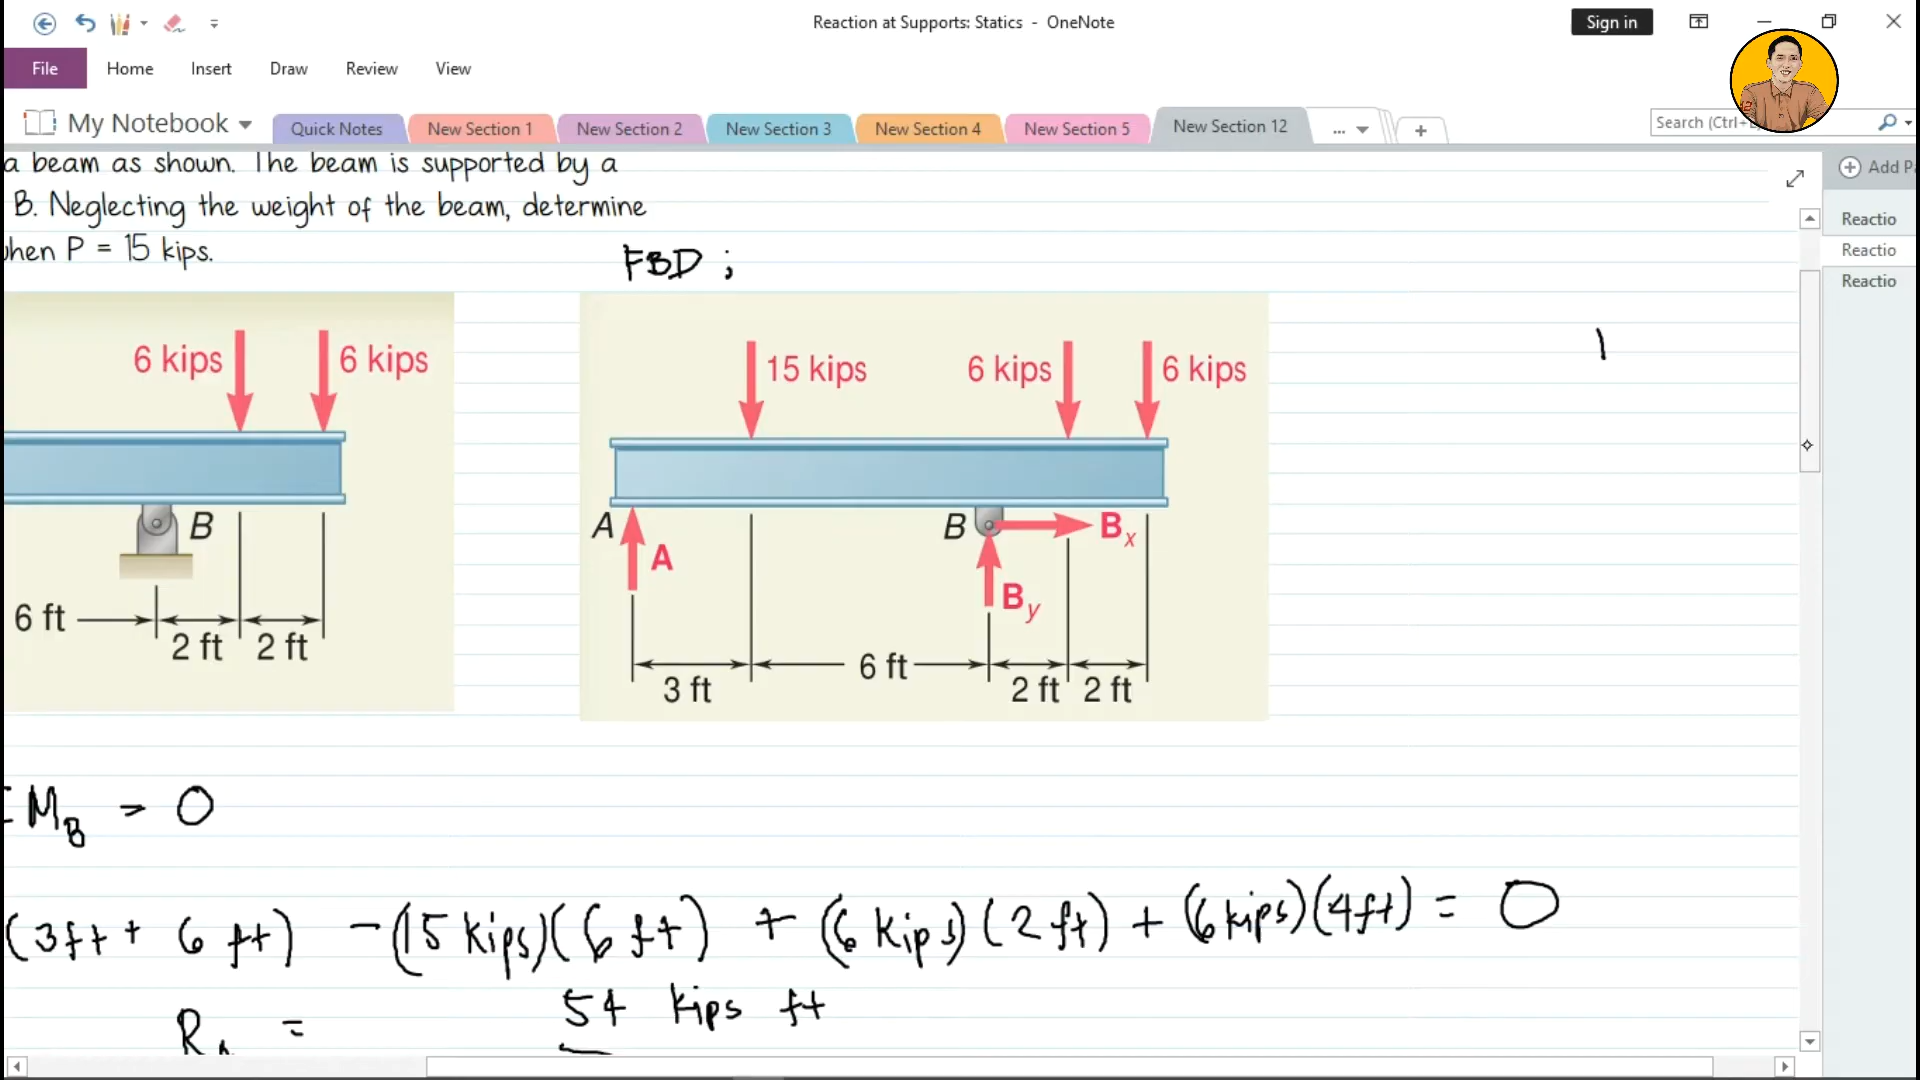 Reaction at Supports: Statics - OneNote
Sign in
File Home Insert Draw Review View
My Notebook Quick Notes New Section 1 New Section 2 New Section 3 New Section 4 New Section 5 New Section 12 ... +
Search (Ctrl+
Add P
Reactio
Reactio
Reactio
a beam as shown. The beam is supported by a
B. Neglecting the weight of the beam, determine
when P = 15 kips.
FBD ;
6 kips 6 kips
B
6 ft 2 ft 2 ft
15 kips 6 kips 6 kips
A A B Bx
By
3 ft 6 ft 2 ft 2 ft
MB = 0
(3ft + 6 ft) - (15 kips)(6 ft) + (6 kips)(2 ft) + (6 kips)(4ft) = 0
R =
54 kips ft